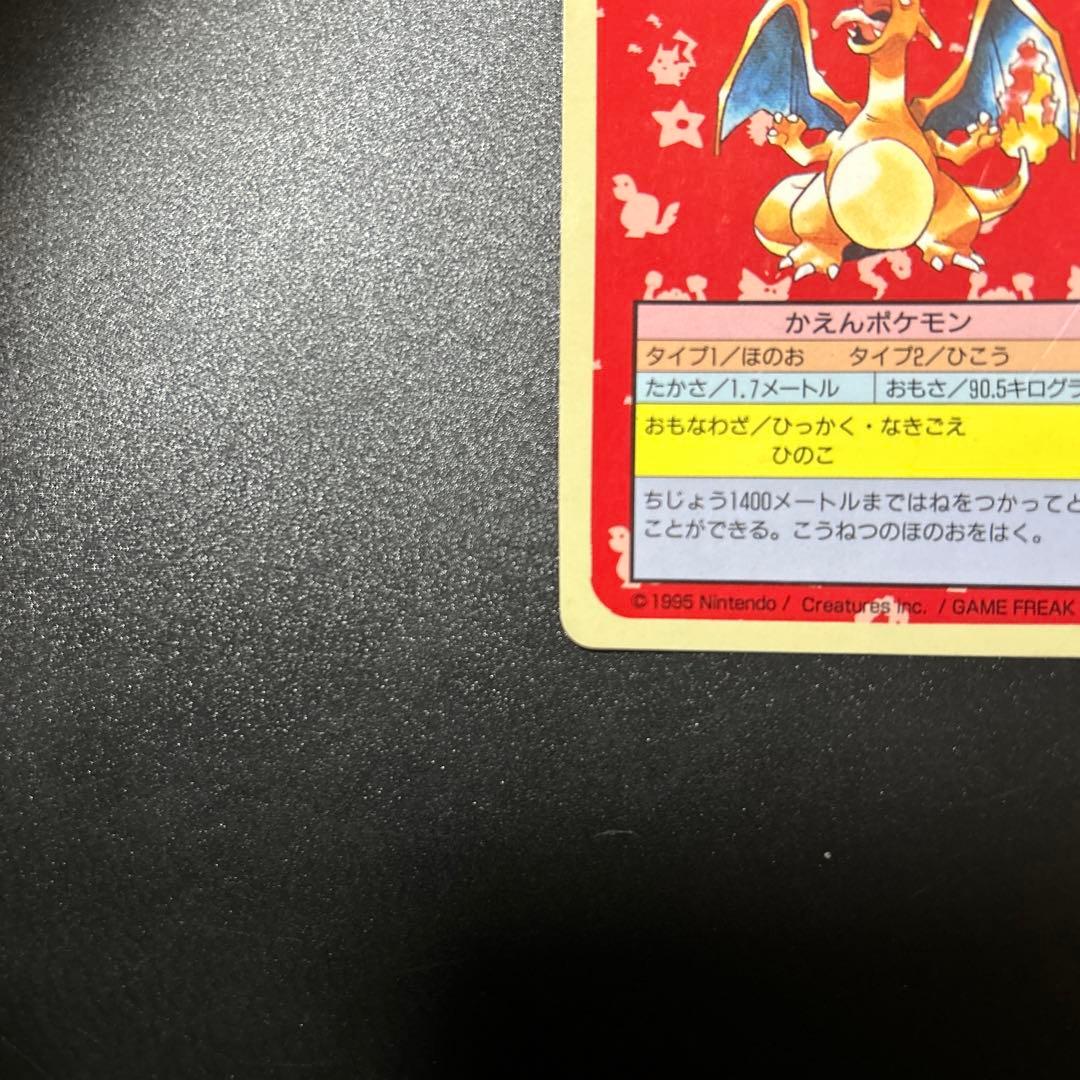 かえんポケモン
タイプ1／ほのお　タイプ2／ひこう
たかさ／1.7メートル　おもさ／90.5キログラ
おもなわざ／ひっかく・なきごえ
ひのこ
ちじょう1400メートルまではねをつかってと
ことができる。こうねつのほのおをはく。
©1995 Nintendo / Creatures Inc. / GAME FREAK